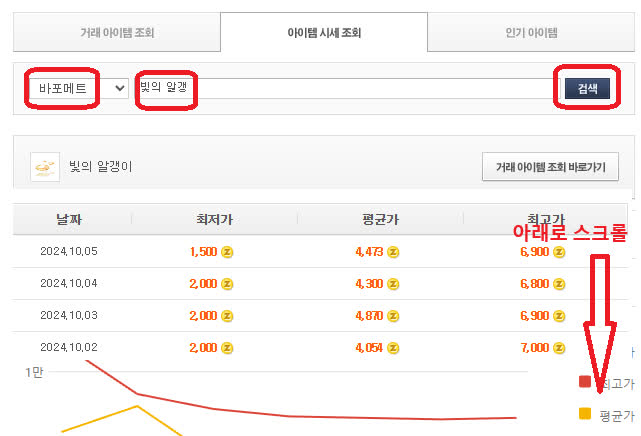 거래 아이템 조회 아이템 시세 조회 인기 아이템
바포메트 빛의 알갱 검색
빛의 알갱이 거래 아이템 조회 바로가기
날짜 최저가 평균가 최고가
아래로 스크롤
2024.10.05 1,500 Z 4,473 Z 6,900 Z
2024.10.04 2,000 Z 4,300 Z 6,800 Z
2024.10.03 2,000 Z 4,870 Z 6,900 Z
2024.10.02 2,000 Z 4,054 Z 7,000 Z
1만
최고가
평균가